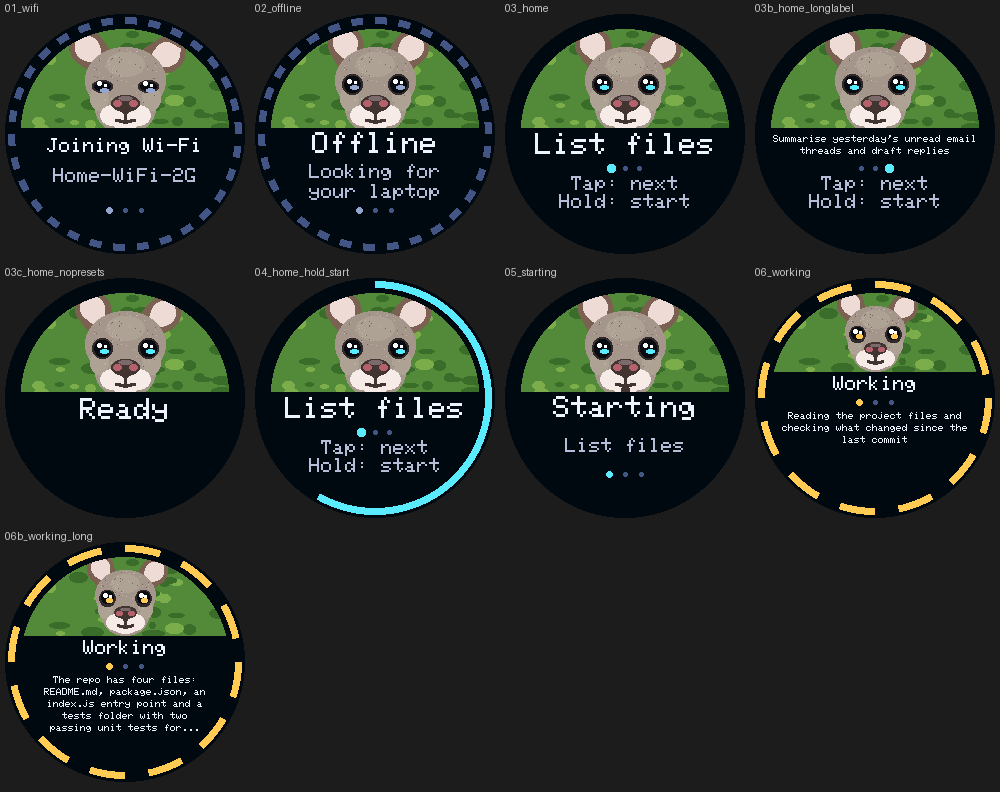 01_wifi
Joining Wi-Fi
Home-WiFi-2G
02_offline
Offline
Looking for
your laptop
03_home
List files
Tap: next
Hold: start
03b_home_longlabel
Summarise yesterday's unread email
threads and draft replies
Tap: next
Hold: start
03c_home_nopresets
Ready
04_home_hold_start
List files
Tap: next
Hold: start
05_starting
Starting
List files
06_working
Working
Reading the project files and
checking what changed since the
last commit
06b_working_long
Working
The repo has four files:
README.md, package.json, an
index.js entry point and a
tests folder with two
passing unit tests for...